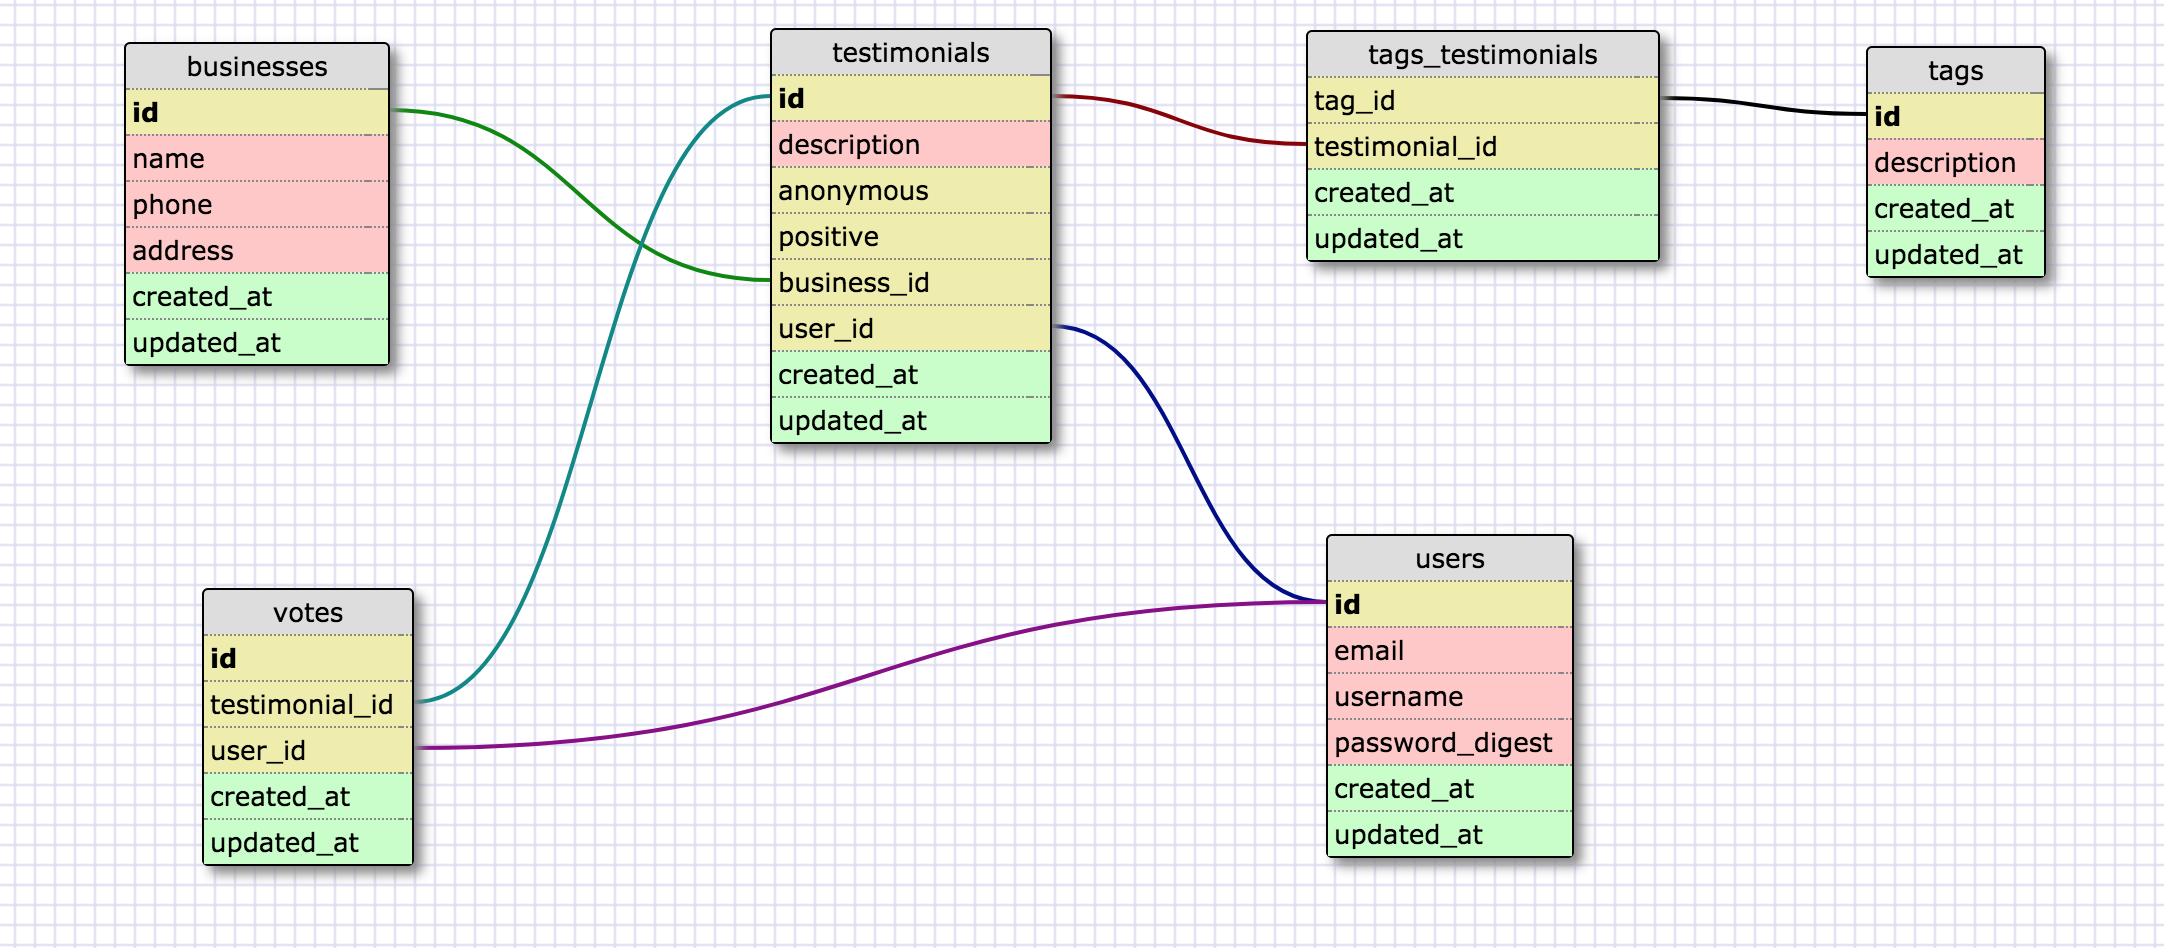 businesses
id
name
phone
address
created_at
updated_at
testimonials
id
description
anonymous
positive
business_id
user_id
created_at
updated_at
tags_testimonials
tag_id
testimonial_id
created_at
updated_at
tags
id
description
created_at
updated_at
votes
id
testimonial_id
user_id
created_at
updated_at
users
id
email
username
password_digest
created_at
updated_at